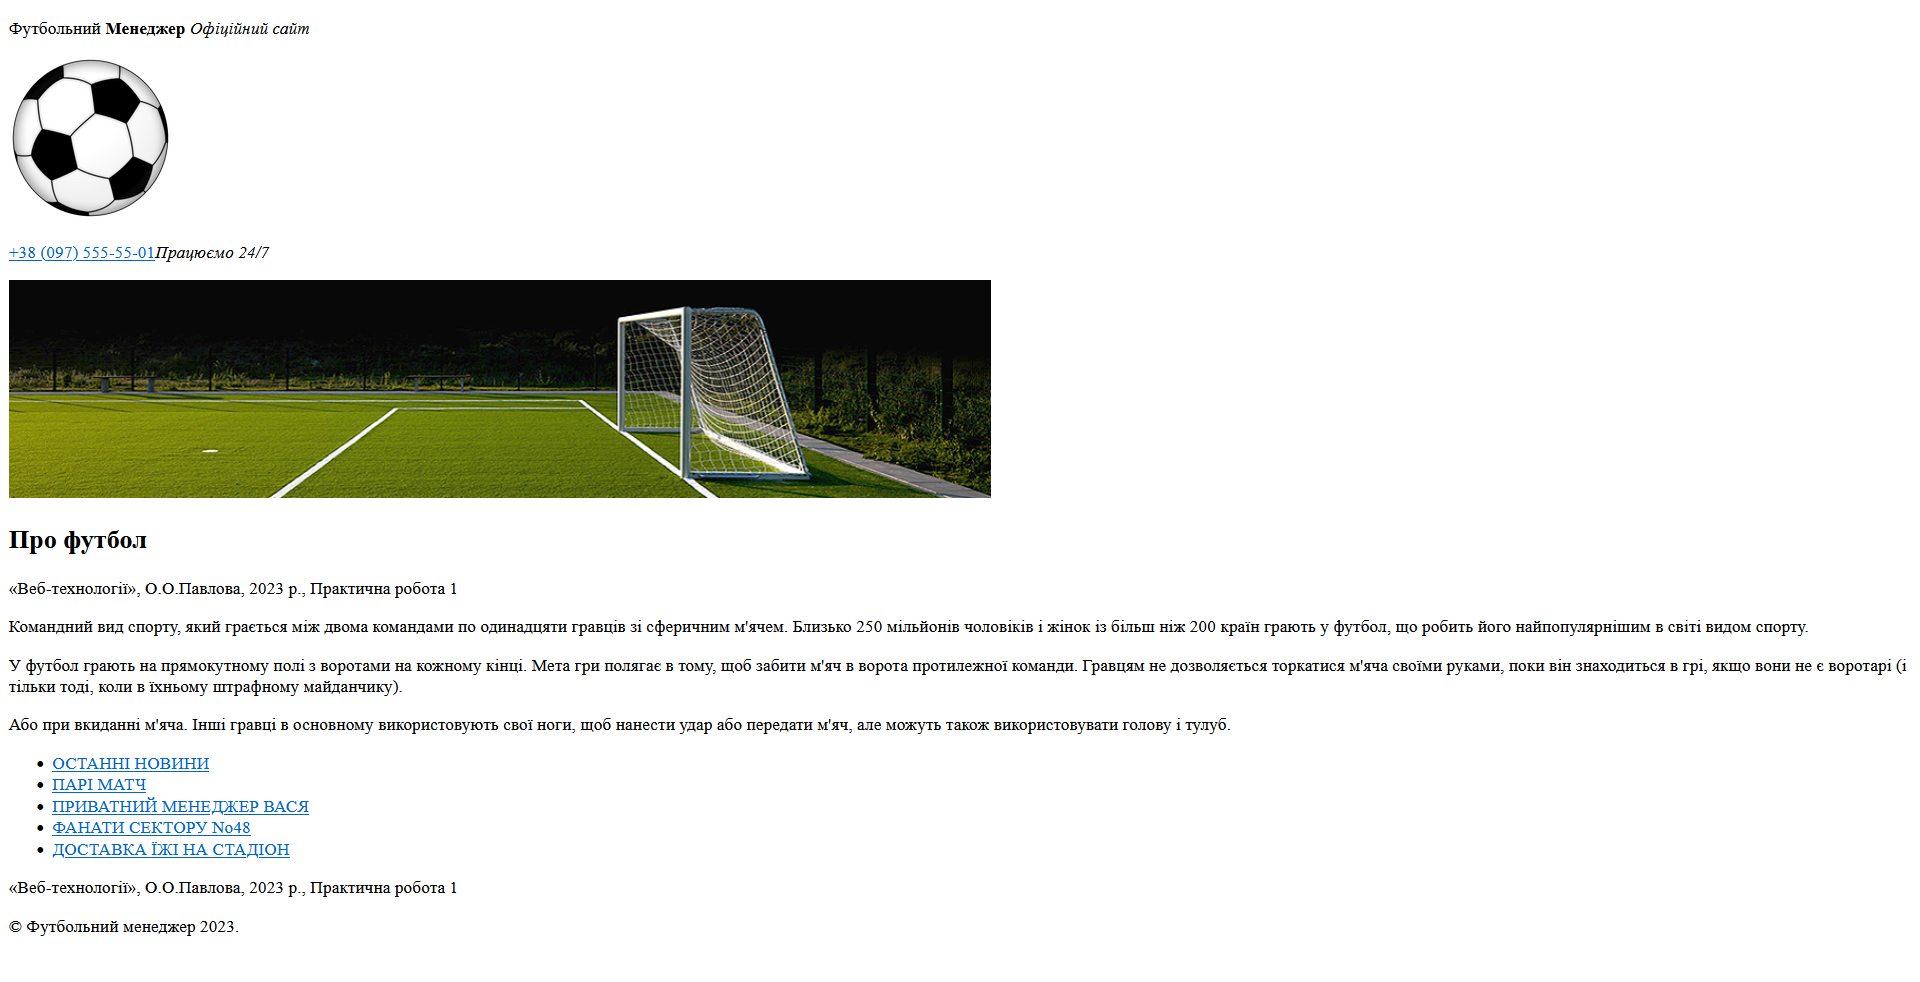 Футбольний Менеджер Офіційний сайт
+38 (097) 555-55-01Працюємо 24/7
Про футбол
«Веб-технології», О.О.Павлова, 2023 р., Практична робота 1
Командний вид спорту, який грається між двома командами по одинадцяти гравців зі сферичним м'ячем. Близько 250 мільйонів чоловіків і жінок із більш ніж 200 країн грають у футбол, що робить його найпопулярнішим в світі видом спорту.
У футбол грають на прямокутному полі з воротами на кожному кінці. Мета гри полягає в тому, щоб забити м'яч в ворота протилежної команди. Гравцям не дозволяється торкатися м'яча своїми руками, поки він знаходиться в грі, якщо вони не є воротарі (і
тільки тоді, коли в їхньому штрафному майданчику).
Або при вкиданні м'яча. Інші гравці в основному використовують свої ноги, щоб нанести удар або передати м'яч, але можуть також використовувати голову і тулуб.
• ОСТАННІ НОВИНИ
• ПАРІ МАТЧ
• ПРИВАТНИЙ МЕНЕДЖЕР ВАСЯ
• ФАНАТИ СЕКТОРУ No48
• ДОСТАВКА ЇЖІ НА СТАДІОН
«Веб-технології», О.О.Павлова, 2023 р., Практична робота 1
© Футбольний менеджер 2023.